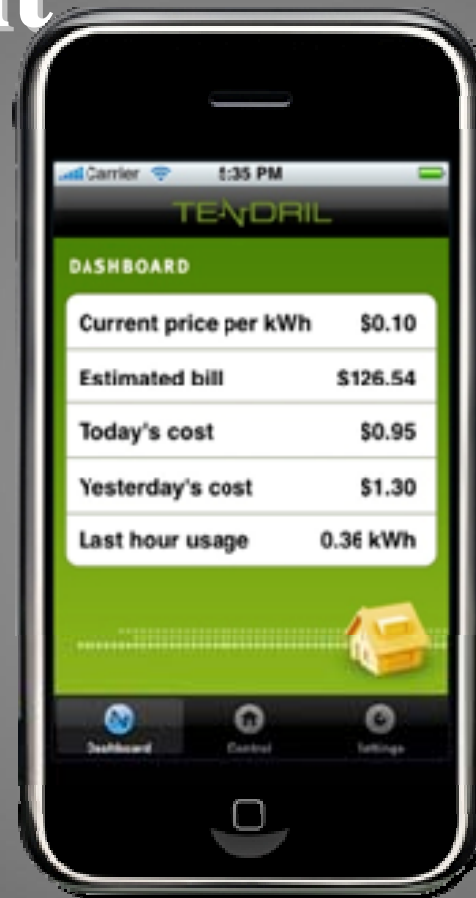 Carrier 5:35 PM
TENDRIL
DASHBOARD
Current price per kWh $0.10
Estimated bill $126.54
Today's cost $0.95
Yesterday's cost $1.30
Last hour usage 0.36 kWh
Dashboard Control Settings